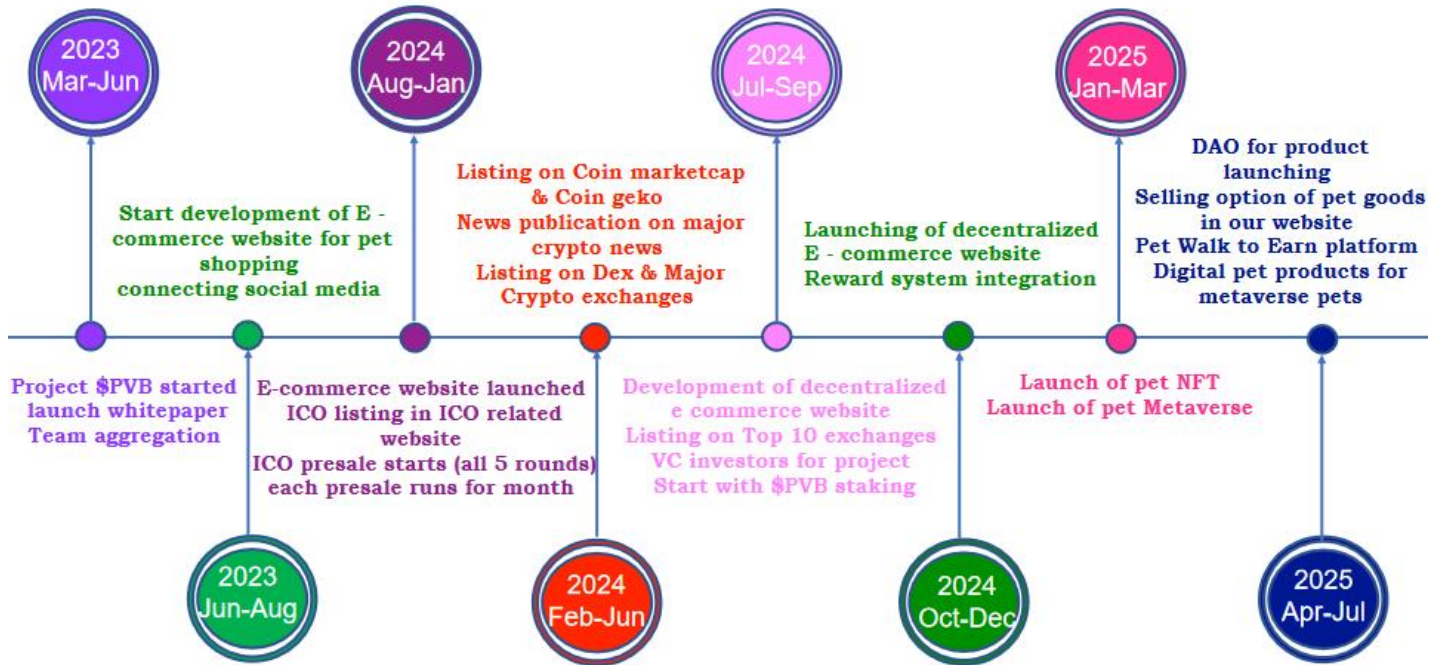 2023
Mar-Jun
2024
Aug-Jan
2024
Jul-Sep
2025
Jan-Mar
Start development of E -
commerce website for pet
shopping
connecting social media
Listing on Coin marketcap
& Coin geko
News publication on major
crypto news
Listing on Dex & Major
Crypto exchanges
Launching of decentralized
E - commerce website
Reward system integration
DAO for product
launching
Selling option of pet goods
in our website
Pet Walk to Earn platform
Digital pet products for
metaverse pets
Project $PVB started
launch whitepaper
Team aggregation
E-commerce website launched
ICO listing in ICO related
website
ICO presale starts (all 5 rounds)
each presale runs for month
Development of decentralized
e commerce website
Listing on Top 10 exchanges
VC investors for project
Start with $PVB staking
Launch of pet NFT
Launch of pet Metaverse
2023
Jun-Aug
2024
Feb-Jun
2024
Oct-Dec
2025
Apr-Jul